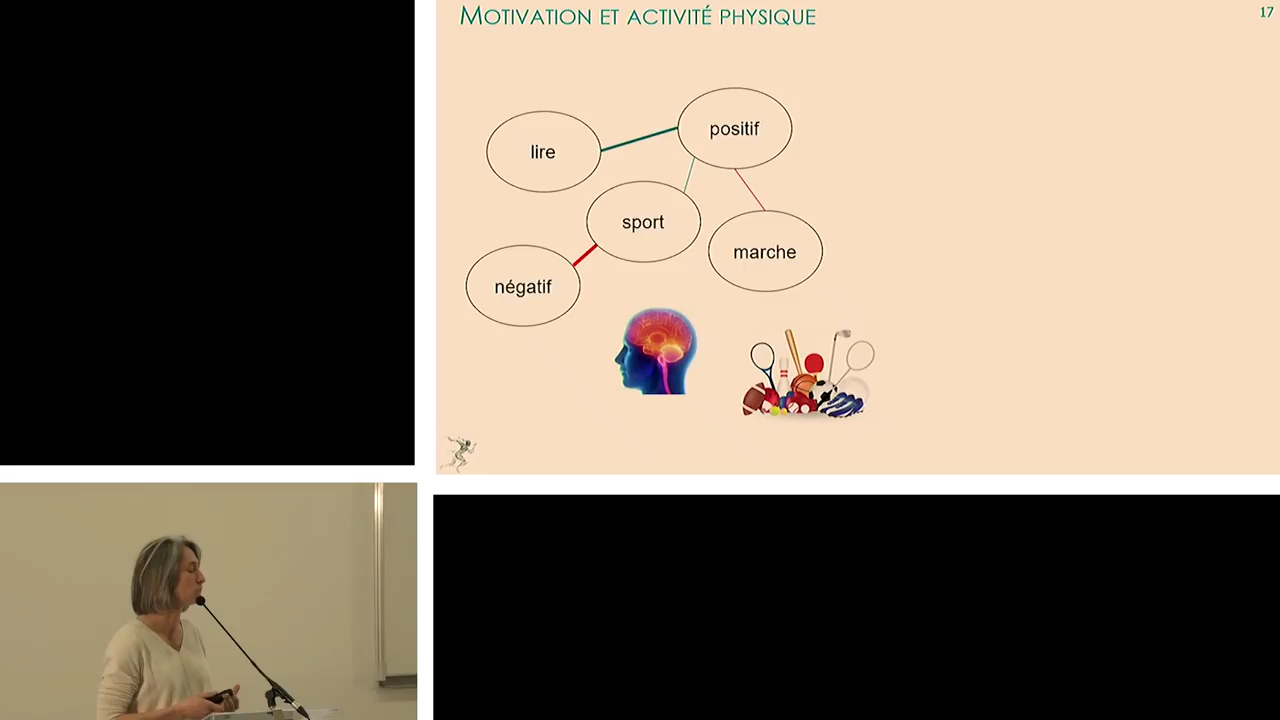 MOTIVATION ET ACTIVITÉ PHYSIQUE
17
positif
lire
sport
marche
négatif